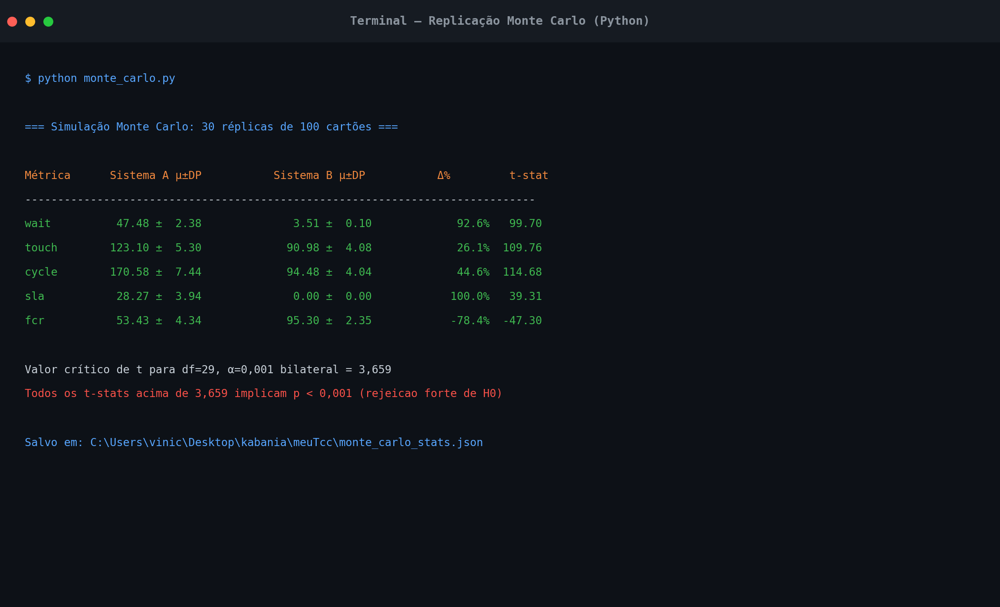 Terminal — Replicação Monte Carlo (Python)
$ python monte_carlo.py
=== Simulação Monte Carlo: 30 réplicas de 100 cartões ===
Métrica      Sistema A μ±DP           Sistema B μ±DP           Δ%         t-stat
------------------------------------------------------------------------------
wait          47.48 ±  2.38              3.51 ±  0.10             92.6%   99.70
touch        123.10 ±  5.30             90.98 ±  4.08             26.1%  109.76
cycle        170.58 ±  7.44             94.48 ±  4.04             44.6%  114.68
sla           28.27 ±  3.94              0.00 ±  0.00            100.0%   39.31
fcr           53.43 ±  4.34             95.30 ±  2.35            -78.4%  -47.30
Valor crítico de t para df=29, α=0,001 bilateral = 3,659
Todos os t-stats acima de 3,659 implicam p < 0,001 (rejeicao forte de H0)
Salvo em: C:\Users\vinic\Desktop\kabania\meuTcc\monte_carlo_stats.json